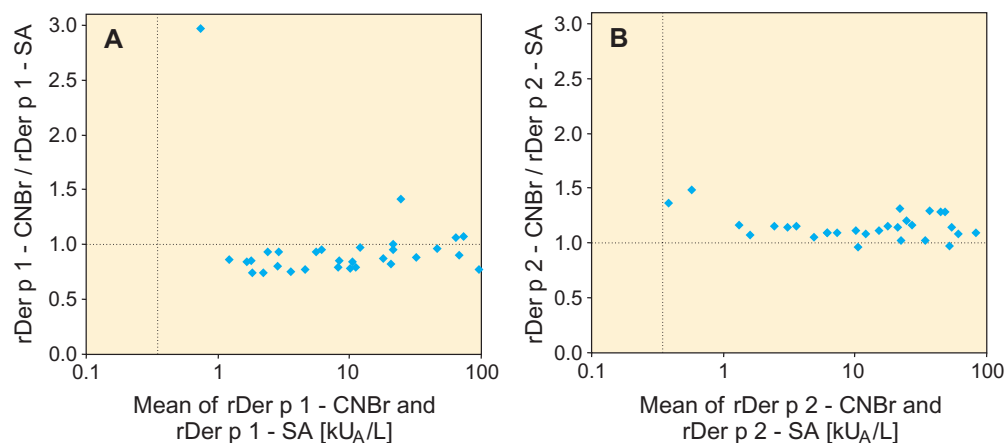 A
rDer p 1 - CNBr / rDer p 1 - SA
3.0
2.5
2.0
1.5
1.0
0.5
0.0
0.1
1
10
100
Mean of rDer p 1 - CNBr and
rDer p 1 - SA [kUA/L]
B
rDer p 2 - CNBr / rDer p 2 - SA
3.0
2.5
2.0
1.5
1.0
0.5
0.0
0.1
1
10
100
Mean of rDer p 2 - CNBr and
rDer p 2 - SA [kUA/L]